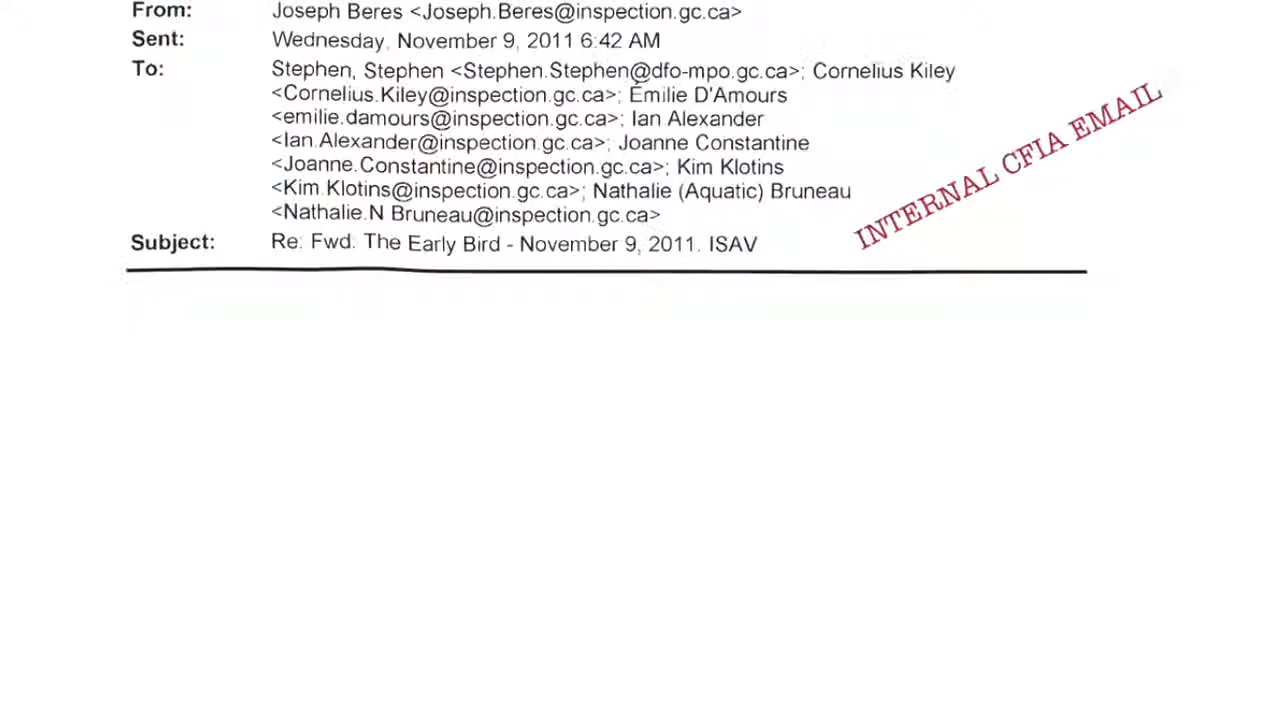 From: Joseph Beres <Joseph.Beres@inspection.gc.ca>
Sent: Wednesday, November 9, 2011 6:42 AM
To: Stephen, Stephen <Stephen.Stephen@dfo-mpo.gc.ca>; Cornelius Kiley
<Cornelius.Kiley@inspection.gc.ca>; Émilie D'Amours
<emilie.damours@inspection.gc.ca>; Ian Alexander
<Ian.Alexander@inspection.gc.ca>; Joanne Constantine
<Joanne.Constantine@inspection.gc.ca>; Kim Klotins
<Kim.Klotins@inspection.gc.ca>; Nathalie (Aquatic) Bruneau
<Nathalie.N Bruneau@inspection.gc.ca>
Subject: Re: Fwd. The Early Bird - November 9, 2011. ISAV
INTERNAL CFIA EMAIL